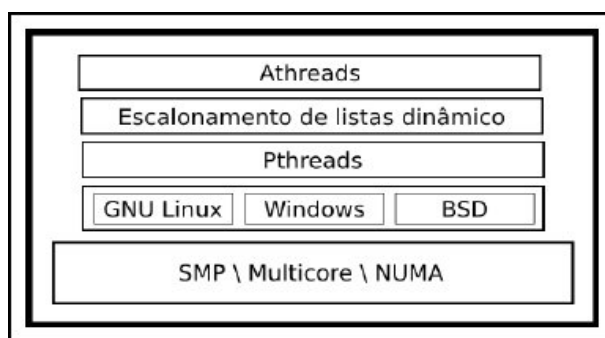 Athreads
Escalonamento de listas dinâmico
Pthreads
GNU Linux Windows BSD
SMP \ Multicore \ NUMA